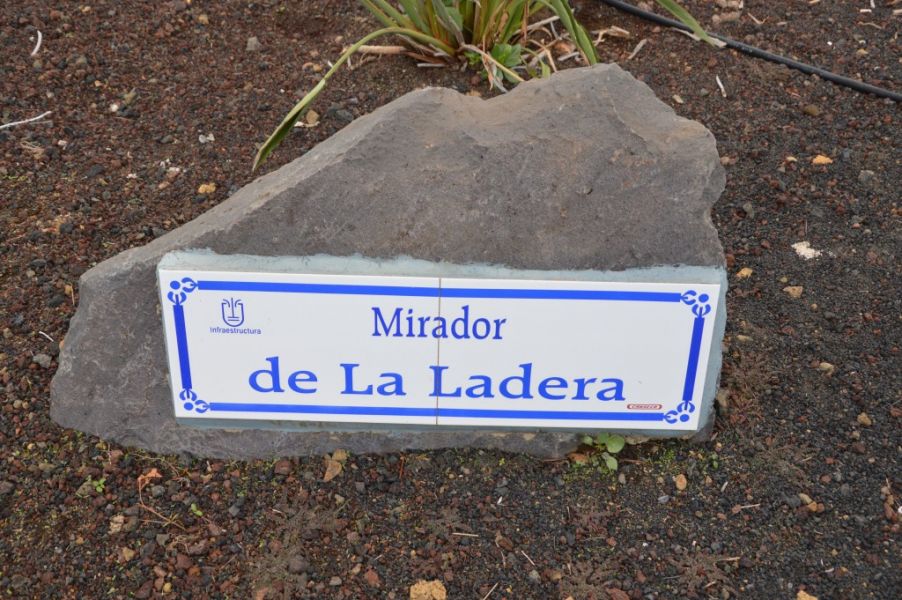 Infraestructura
Mirador
de La Ladera